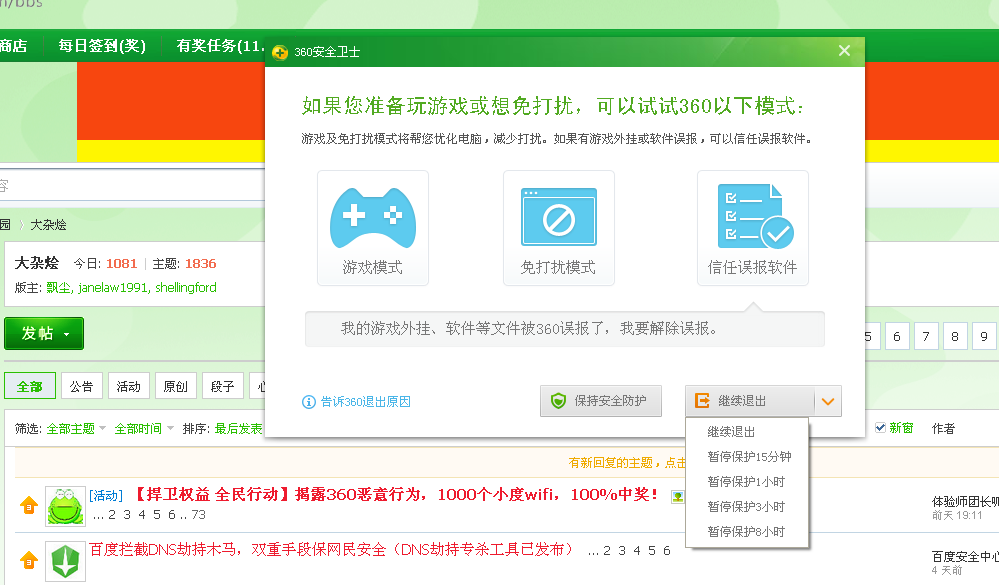 n/bbs
商店 每日签到(奖) 有奖任务(11.
360安全卫士
如果您准备玩游戏或想免打扰，可以试试360以下模式：
游戏及免打扰模式将帮您优化电脑，减少打扰。如果有游戏外挂或软件误报，可以信任误报软件。
游戏模式 免打扰模式 信任误报软件
我的游戏外挂、软件等文件被360误报了，我要解除误报。
告诉360退出原因 保持安全防护 继续退出
继续退出
暂停保护15分钟
暂停保护1小时
暂停保护3小时
暂停保护8小时
容
园 大杂烩
大杂烩 今日: 1081 | 主题: 1836
版主: 飘尘, janelaw1991, shellingford
发帖
5 6 7 8 9
全部 公告 活动 原创 段子 心
筛选: 全部主题 全部时间 排序: 最后发表
新窗 作者
有新回复的主题，点击
[活动] 【捍卫权益 全民行动】揭露360恶意行为，1000个小度wifi，100%中奖！
... 2 3 4 5 6 .. 73
体验师团长
前天 19:11
百度拦截DNS劫持木马，双重手段保网民安全（DNS劫持专杀工具已发布） ... 2 3 4 5 6
百度安全中心
4 天前